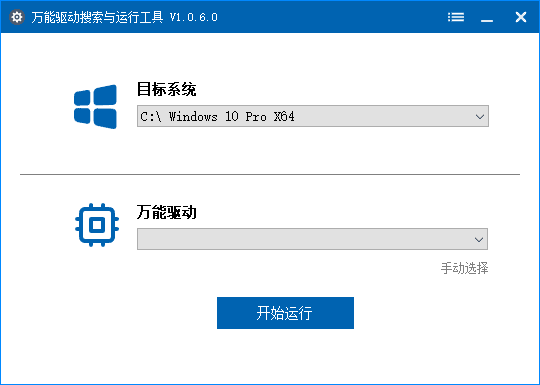 万能驱动搜索与运行工具 V1.0.6.0
目标系统
C:\ Windows 10 Pro X64
万能驱动
手动选择
开始运行